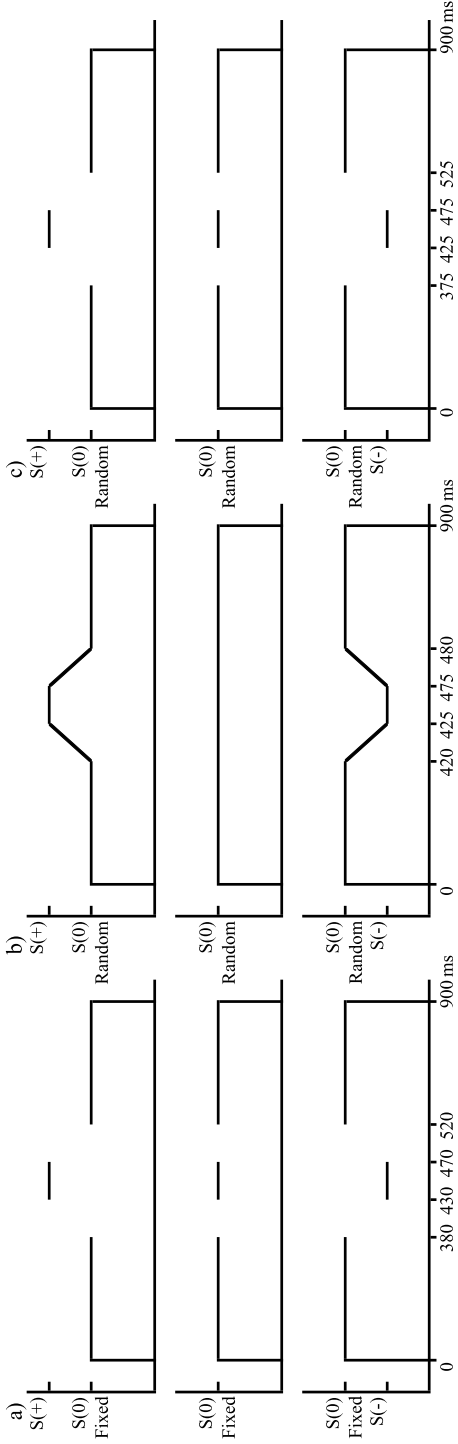 a)
S(+)
S(0)
Fixed
S(0)
Fixed
S(0)
Fixed
S(-)
0 380 430 470 520 900 ms
b)
S(+)
S(0)
Random
S(0)
Random
S(0)
Random
S(-)
0 420 425 475 480 900 ms
c)
S(+)
S(0)
Random
S(0)
Random
S(0)
Random
S(-)
0 375 425 475 525 900 ms